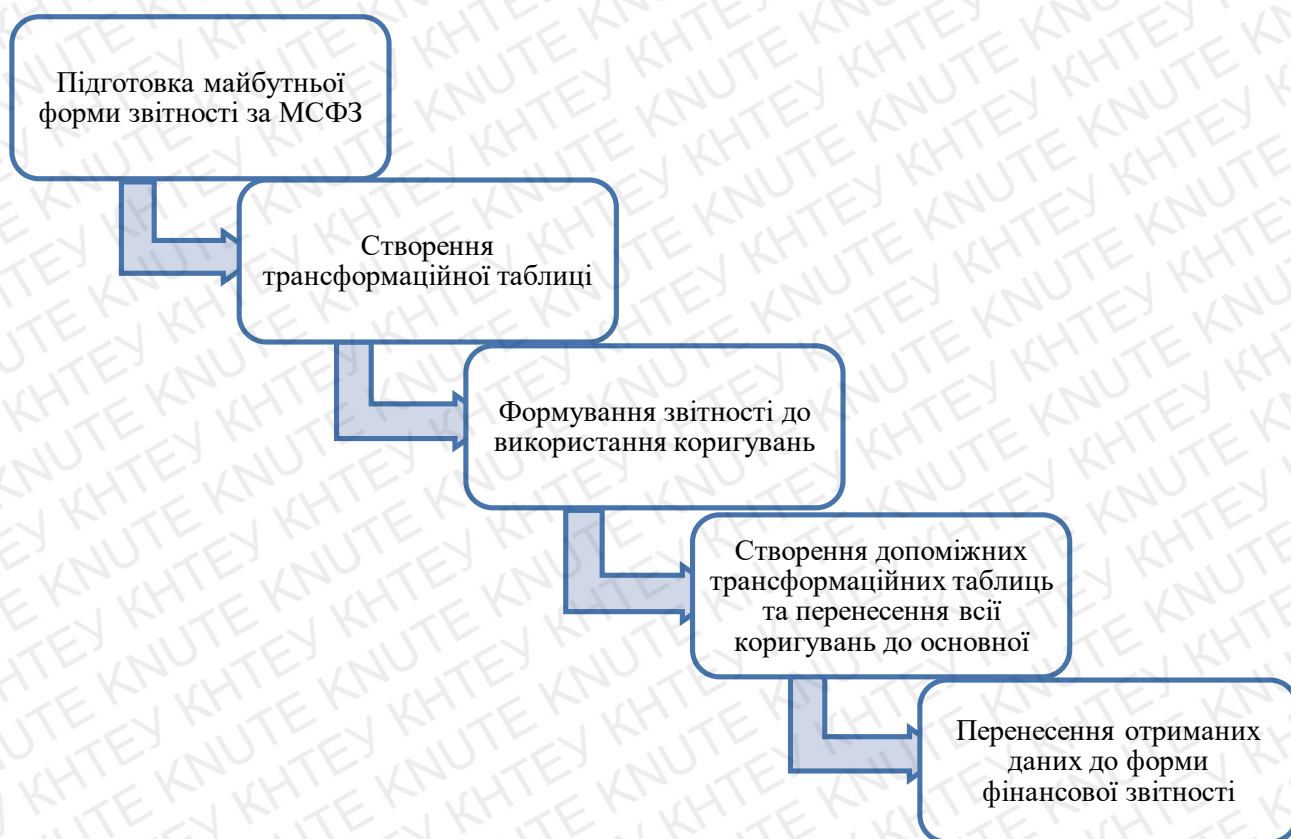 Підготовка майбутньої
форми звітності за МСФЗ
Створення
трансформаційної таблиці
Формування звітності до
використання коригувань
Створення допоміжних
трансформаційних таблиць
та перенесення всії
коригувань до основної
Перенесення отриманих
даних до форми
фінансової звітності